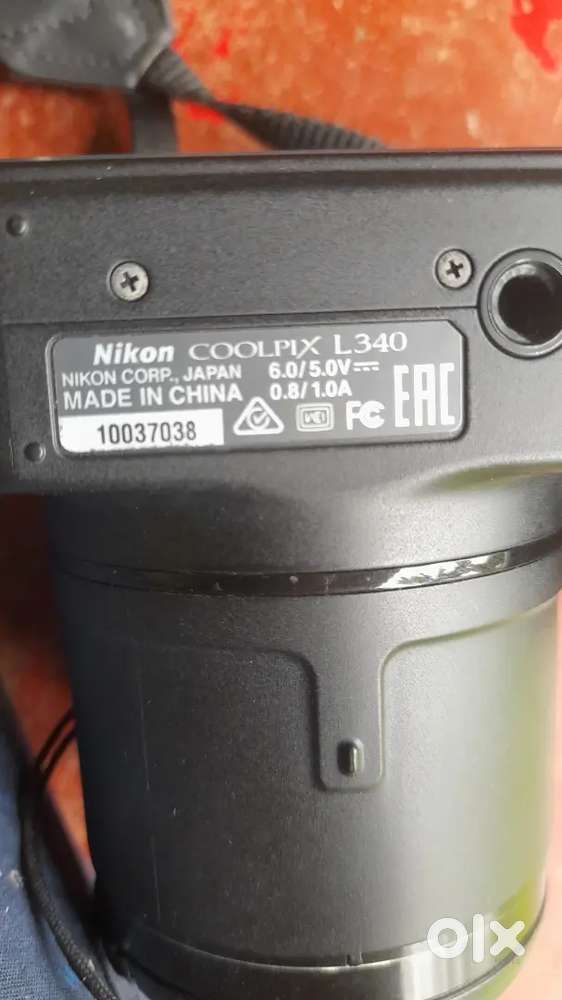 Nikon COOLPIX L340
NIKON CORP., JAPAN 6.0/5.0V
MADE IN CHINA 0.8/1.0A
10037038 FC EAC
olx